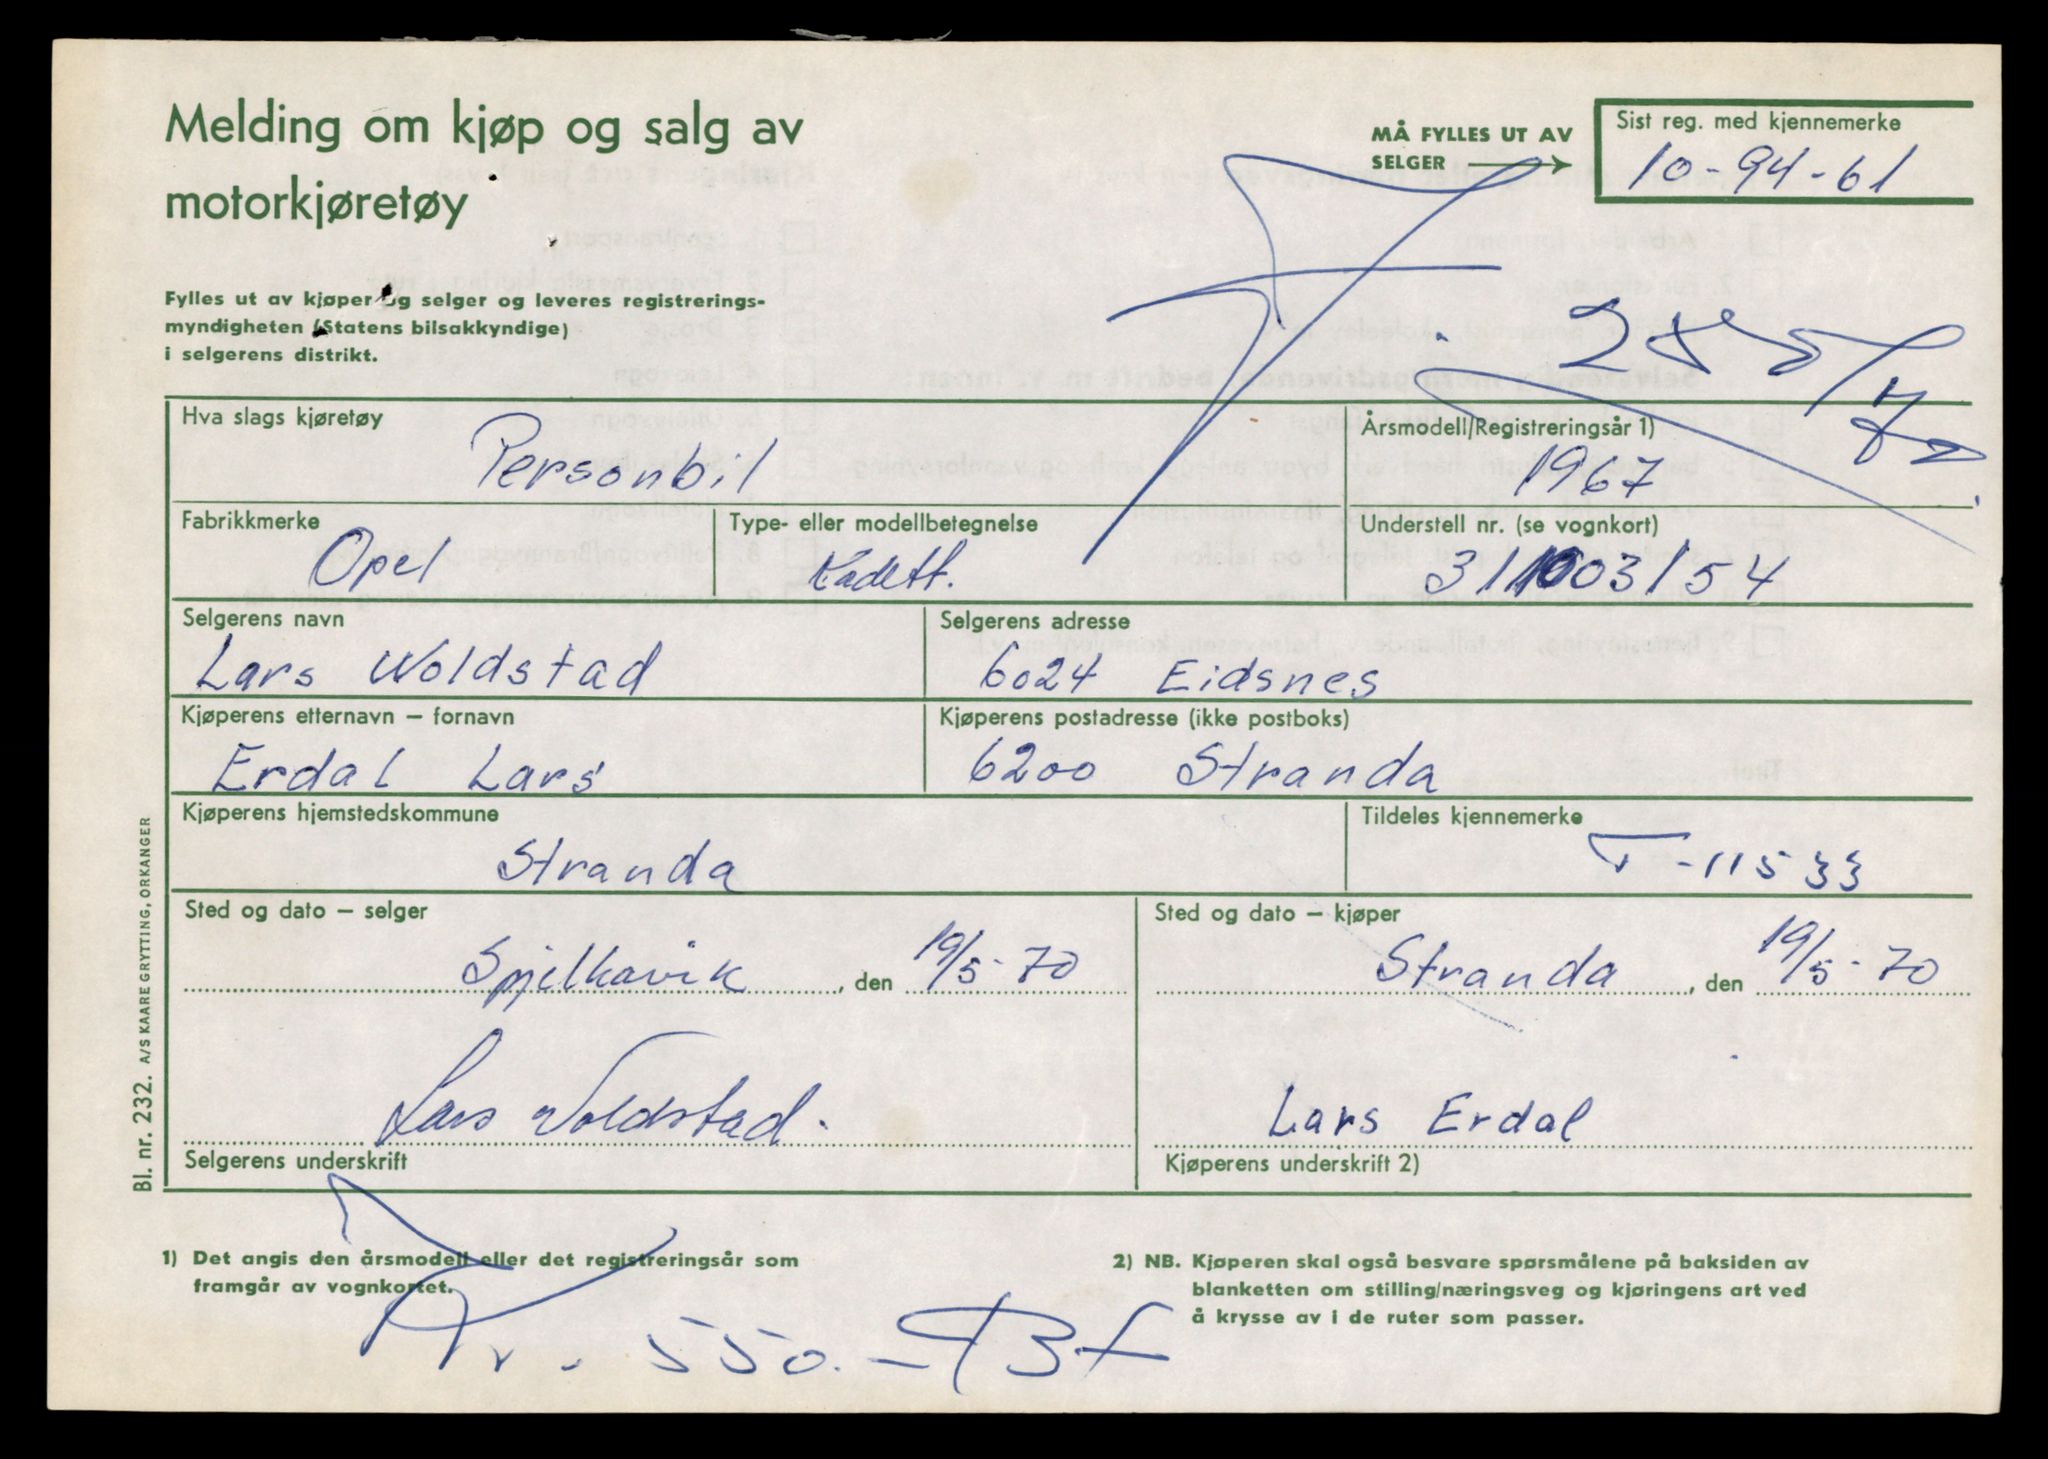 Melding om kjøp og salg av
motorkjøretøy
MÅ FYLLES UT AV
SELGER
Sist reg. med kjennemerke
10-94-61
Fylles ut av kjøper og selger og leveres registrerings-
myndigheten (Statens bilsakkyndige)
i selgerens distrikt.
Hva slags kjøretøy
Personbil
Årsmodell/Registreringsår 1)
1967
Fabrikkmerke
Opel
Type- eller modellbetegnelse
Kadett.
Understell nr. (se vognkort)
Selgerens navn
Lars Woldstad
Selgerens adresse
6024 Eidsnes
Kjøperens etternavn – fornavn
Erdal Lars
Kjøperens postadresse (ikke postboks)
6200 Stranda
Kjøperens hjemstedskommune
Stranda
Tildeles kjennemerke
T-11533
Sted og dato – selger
Spjelkavik, den 19/5-70
Sted og dato – kjøper
Stranda, den 19/5-70
Lars Woldstad.
Selgerens underskrift
Lars Erdal
Kjøperens underskrift 2)
1) Det angis den årsmodell eller det registreringsår som
framgår av vognkortet.
2) NB. Kjøperen skal også besvare spørsmålene på baksiden av
blanketten om stilling/næringsveg og kjøringens art ved
å krysse av i de ruter som passer.
Kr. 550.-
Bl. nr. 232. A/S KAARE GRYTTING, ORKANGER